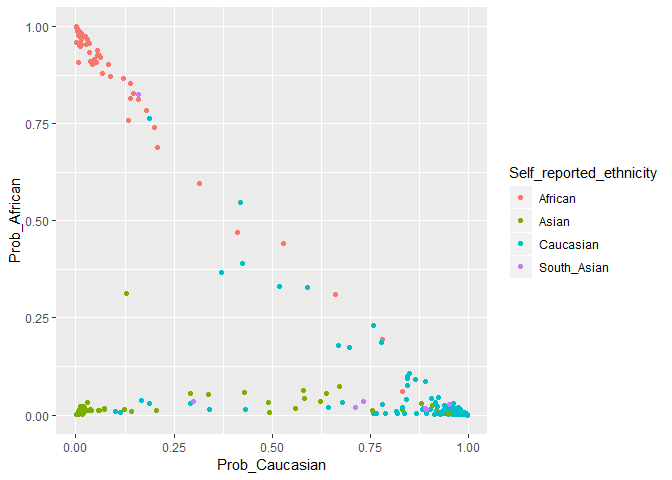 1.00
0.75
0.50
0.25
0.00
Prob_African
0.00 0.25 0.50 0.75 1.00
Prob_Caucasian
Self_reported_ethnicity
African
Asian
Caucasian
South_Asian